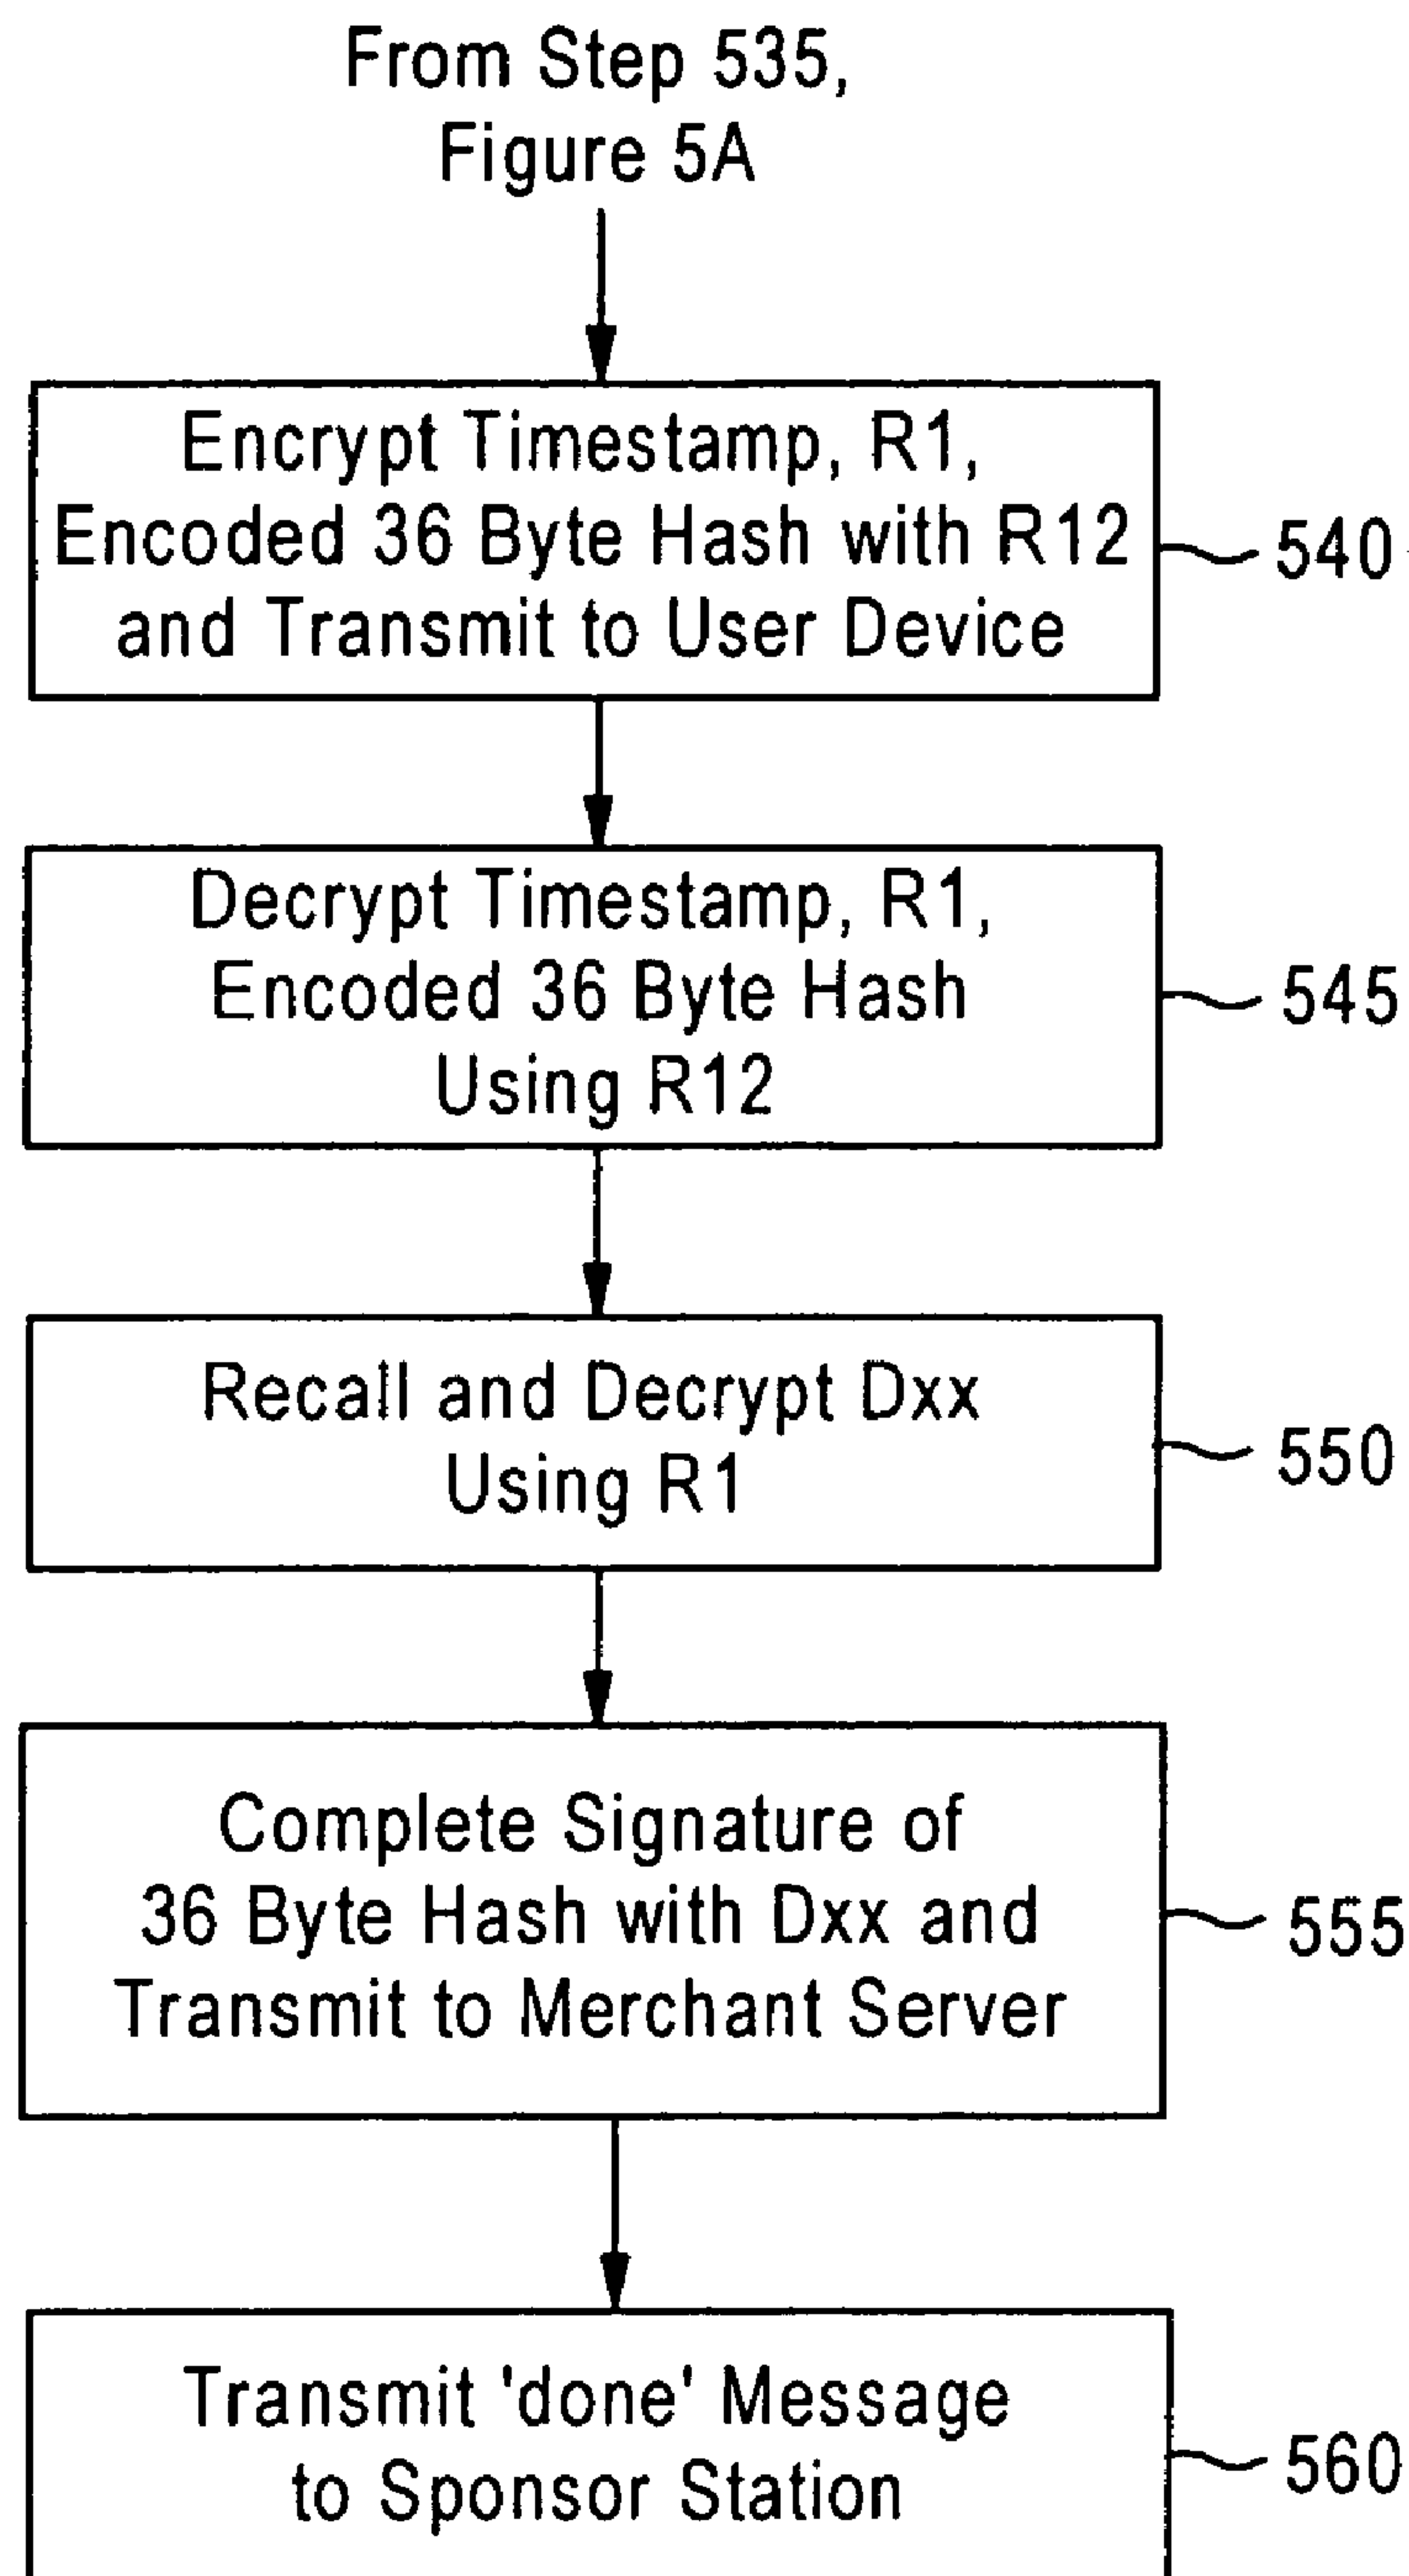 From Step 535,
Figure 5A
Encrypt Timestamp, R1,
Encoded 36 Byte Hash with R12
and Transmit to User Device
540
Decrypt Timestamp, R1,
Encoded 36 Byte Hash
Using R12
545
Recall and Decrypt Dxx
Using R1
550
Complete Signature of
36 Byte Hash with Dxx and
Transmit to Merchant Server
555
Transmit 'done' Message
to Sponsor Station
560